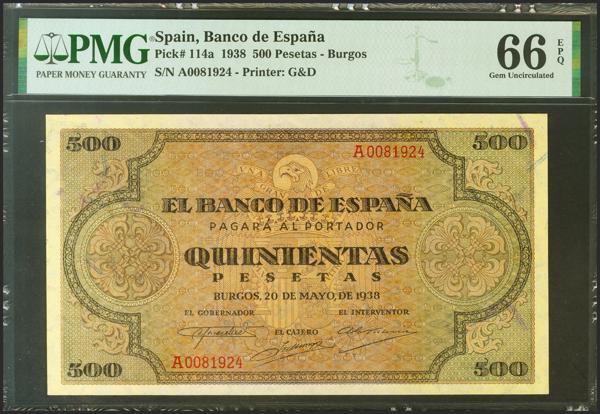 PMG
PAPER MONEY GUARANTY
Spain, Banco de España
Pick# 114a 1938 500 Pesetas - Burgos
S/N A0081924 - Printer: G&D
66 EPQ
Gem Uncirculated
500 500
A0081924
UNA GRANDE LIBRE
EL BANCO DE ESPAÑA
PAGARÁ AL PORTADOR
QUINIENTAS
PESETAS
BURGOS, 20 DE MAYO, DE 1938
EL GOBERNADOR EL INTERVENTOR
EL CAJERO
A0081924
500 500